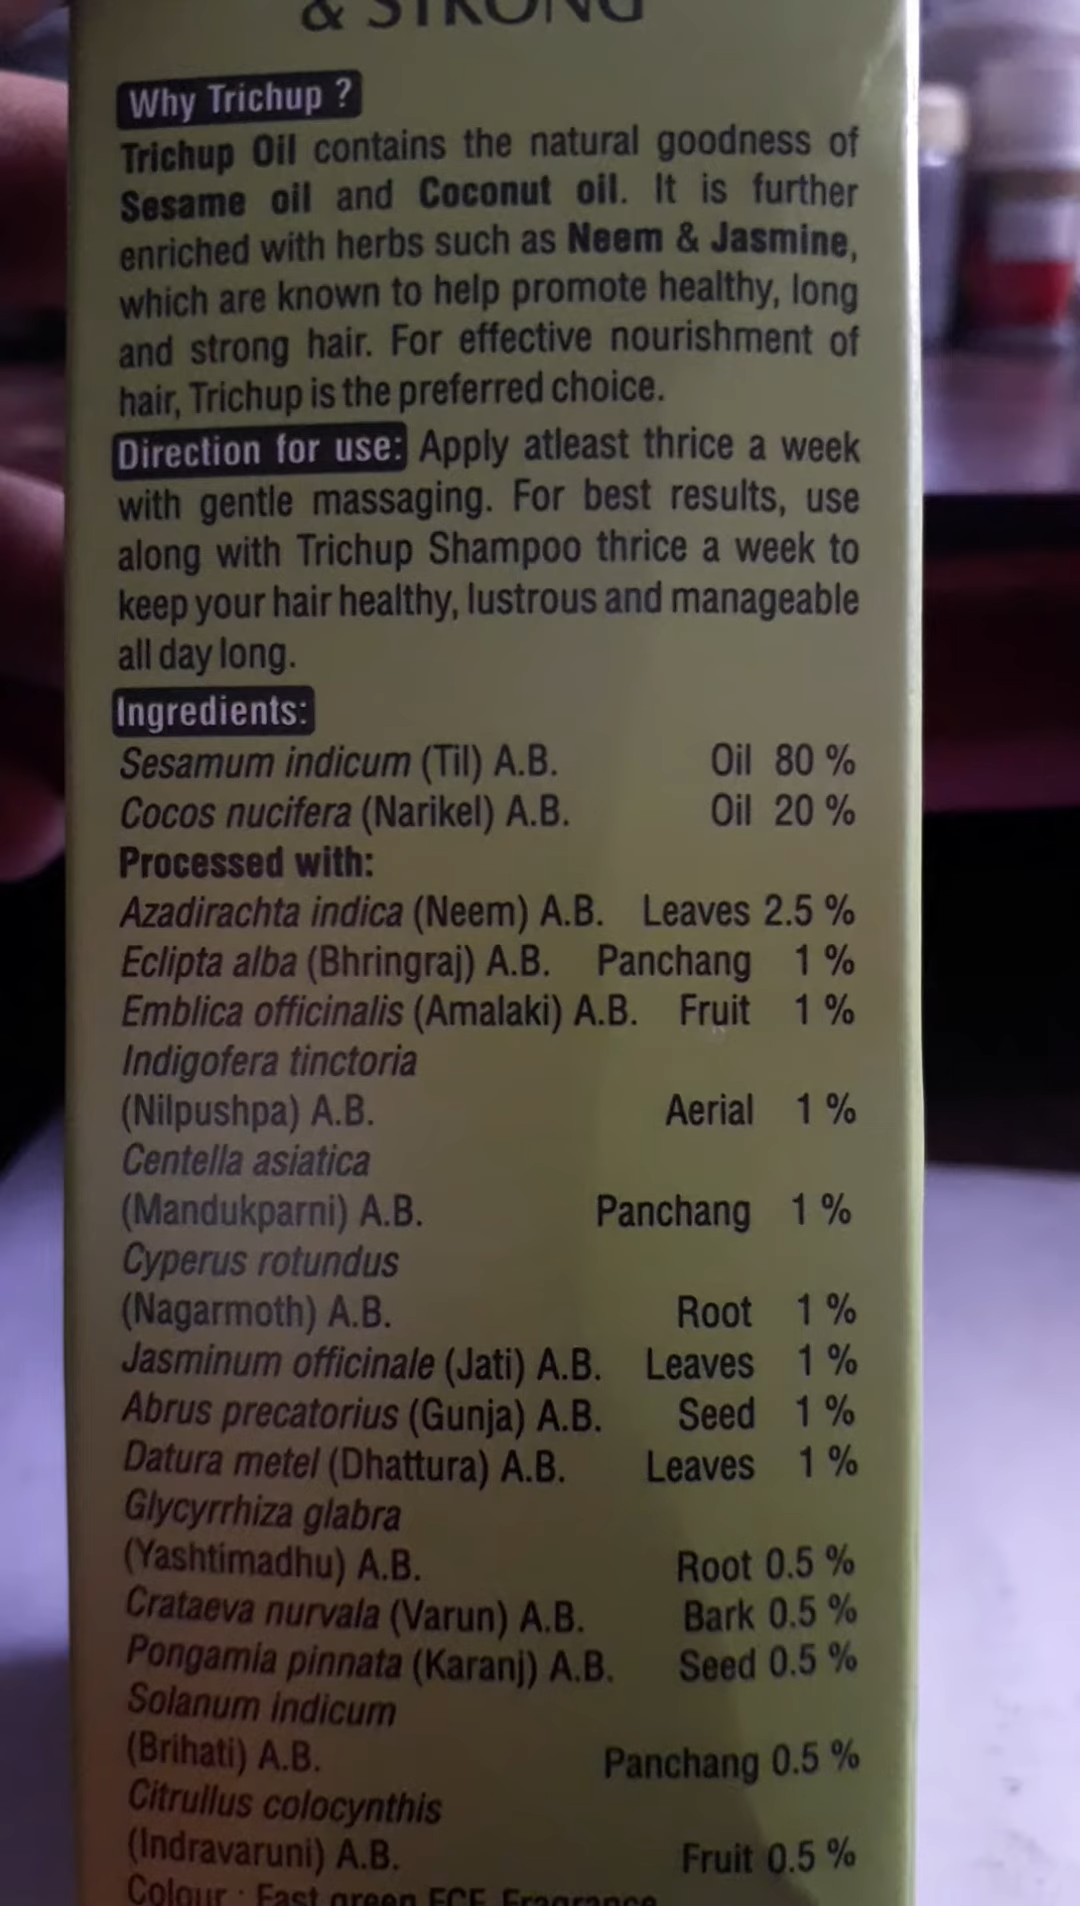 & STRONG
Why Trichup ?
Trichup Oil contains the natural goodness of
Sesame oil and Coconut oil. It is further
enriched with herbs such as Neem & Jasmine,
which are known to help promote healthy, long
and strong hair. For effective nourishment of
hair, Trichup is the preferred choice.
Direction for use: Apply atleast thrice a week
with gentle massaging. For best results, use
along with Trichup Shampoo thrice a week to
keep your hair healthy, lustrous and manageable
all day long.
Ingredients:
Sesamum indicum (Til) A.B. Oil 80 %
Cocos nucifera (Narikel) A.B. Oil 20 %
Processed with:
Azadirachta indica (Neem) A.B. Leaves 2.5 %
Eclipta alba (Bhringraj) A.B. Panchang 1 %
Emblica officinalis (Amalaki) A.B. Fruit 1 %
Indigofera tinctoria
(Nilpushpa) A.B. Aerial 1 %
Centella asiatica
(Mandukparni) A.B. Panchang 1 %
Cyperus rotundus
(Nagarmoth) A.B. Root 1 %
Jasminum officinale (Jati) A.B. Leaves 1 %
Abrus precatorius (Gunja) A.B. Seed 1 %
Datura metel (Dhattura) A.B. Leaves 1 %
Glycyrrhiza glabra
(Yashtimadhu) A.B. Root 0.5 %
Crataeva nurvala (Varun) A.B. Bark 0.5 %
Pongamia pinnata (Karanj) A.B. Seed 0.5 %
Solanum indicum
(Brihati) A.B. Panchang 0.5 %
Citrullus colocynthis
(Indravaruni) A.B. Fruit 0.5 %
Colour : Fast green FCF Fragrance